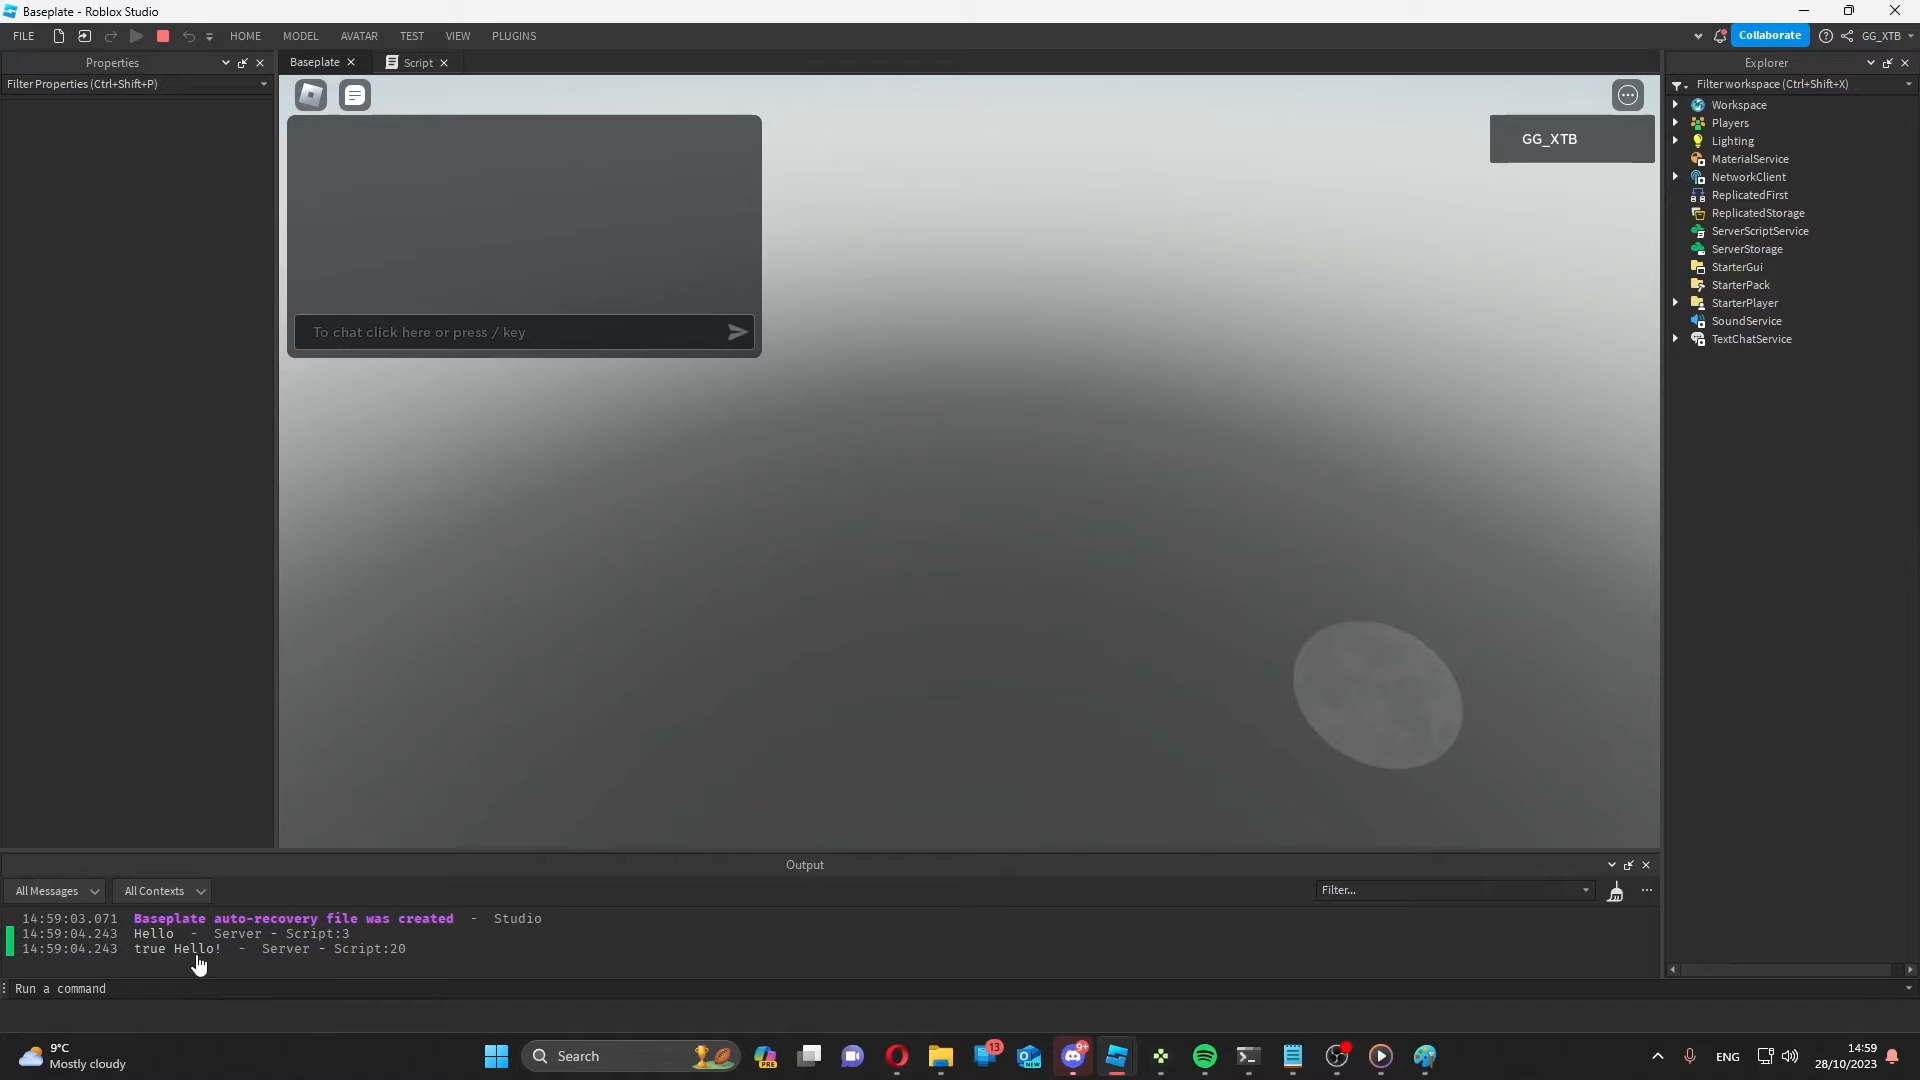 Baseplate - Roblox Studio
FILE HOME MODEL AVATAR TEST VIEW PLUGINS Collaborate GG_XTB
Properties
Filter Properties (Ctrl+Shift+P)
Baseplate Script
To chat click here or press / key
GG_XTB
Explorer
Filter workspace (Ctrl+Shift+X)
Workspace
Players
Lighting
MaterialService
NetworkClient
ReplicatedFirst
ReplicatedStorage
ServerScriptService
ServerStorage
StarterGui
StarterPack
StarterPlayer
SoundService
TextChatService
Output
All Messages All Contexts Filter...
14:59:03.071 Baseplate auto-recovery file was created - Studio
14:59:04.243 Hello - Server - Script:3
14:59:04.243 true Hello! - Server - Script:20
Run a command
9°C
Mostly cloudy
Search
PRE
13
NEW
9+
ENG
14:59
28/10/2023